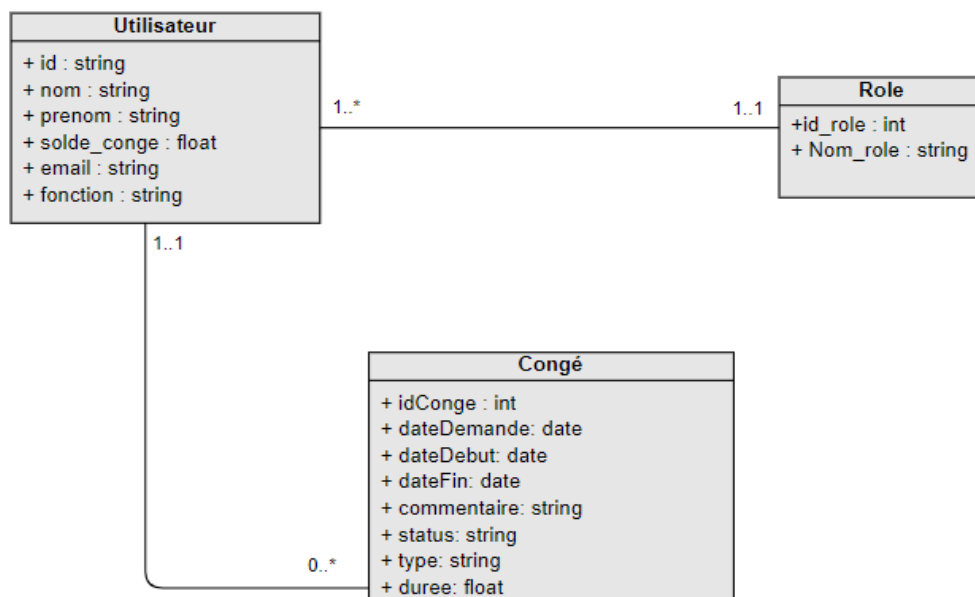 Utilisateur
+ id : string
+ nom : string
+ prenom : string
+ solde_conge : float
+ email : string
+ fonction : string
1..*
1..1
Role
+id_role : int
+ Nom_role : string
1..1
0..*
Congé
+ idConge : int
+ dateDemande: date
+ dateDebut: date
+ dateFin: date
+ commentaire: string
+ status: string
+ type: string
+ duree: float